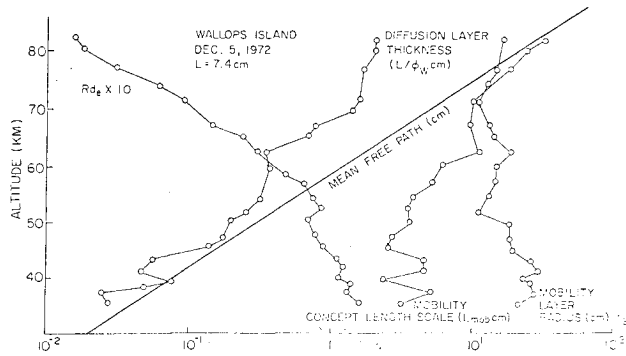 WALLOPS ISLAND
DEC. 5, 1972
L = 7.4cm
DIFFUSION LAYER
THICKNESS
(L/ϕw cm)
Rde X 10
MEAN FREE PATH (cm)
ALTITUDE (KM)
80
70
60
50
40
MOBILITY
CONCEPT LENGTH SCALE (Lmob cm)
MOBILITY
LAYER
RADIUS (cm)
10⁻²
10⁻¹
1
10¹
10²
10³